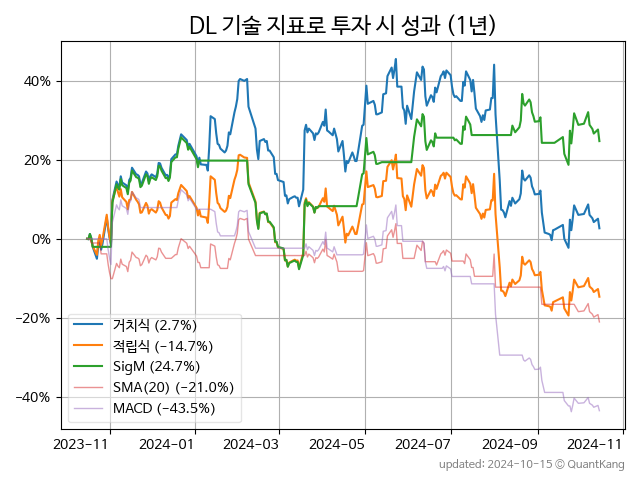 DL 기술 지표로 투자 시 성과 (1년)
40%
20%
0%
−20%
−40%
거치식 (2.7%)
적립식 (−14.7%)
SigM (24.7%)
SMA(20) (−21.0%)
MACD (−43.5%)
2023-11 2024-01 2024-03 2024-05 2024-07 2024-09 2024-11
updated: 2024-10-15 © QuantKang